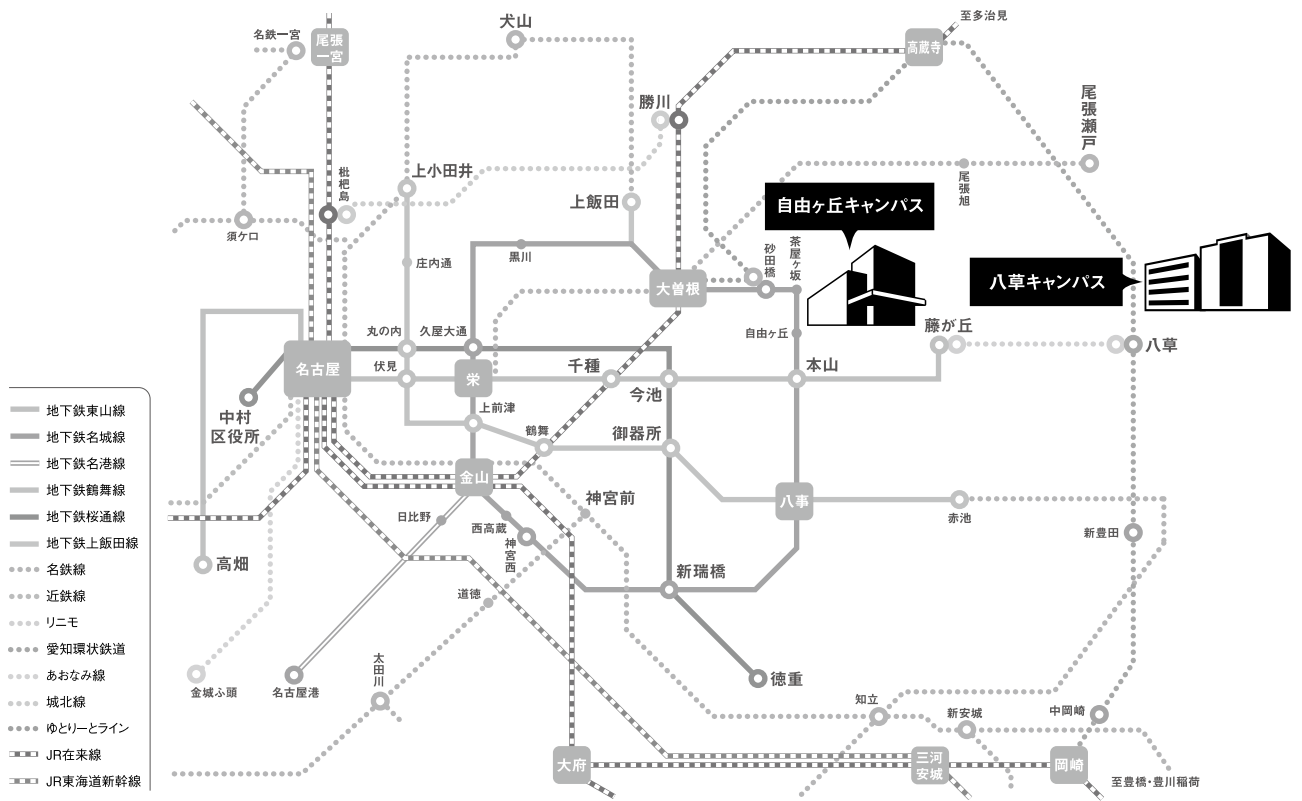 至多治見
犬山
名鉄一宮
尾張
一宮
高蔵寺
勝川
尾張瀬戸
枇杷島
上小田井
尾張旭
上飯田
自由ヶ丘キャンパス
須ケ口
黒川
砂田橋
茶屋ヶ坂
庄内通
大曽根
八草キャンパス
丸の内
久屋大通
自由ヶ丘
藤が丘
八草
名古屋
伏見
栄
千種
今池
本山
中村
区役所
上前津
鶴舞
御器所
地下鉄東山線
地下鉄名城線
地下鉄名港線
地下鉄鶴舞線
地下鉄桜通線
地下鉄上飯田線
名鉄線
近鉄線
リニモ
愛知環状鉄道
あおなみ線
城北線
ゆとりーとライン
JR在来線
JR東海道新幹線
金山
神宮前
八事
赤池
日比野
西高蔵
神宮西
新豊田
高畑
新瑞橋
道徳
太田川
金城ふ頭
名古屋港
徳重
知立
新安城
中岡崎
大府
三河
安城
岡崎
至豊橋・豊川稲荷